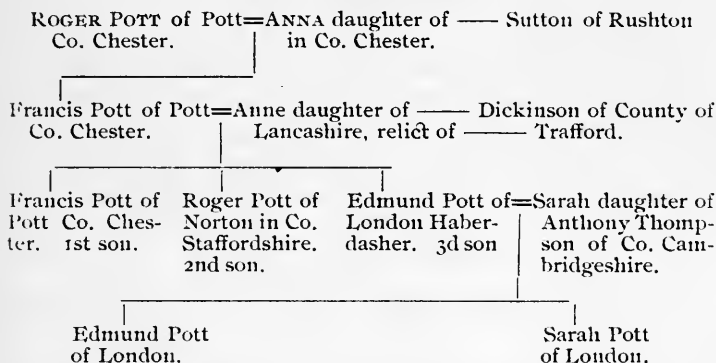 ROGER POTT of Pott=ANNA daughter of —— Sutton of Rushton
Co. Chester. in Co. Chester.
Francis Pott of Pott=Anne daughter of —— Dickinson of County of
Co. Chester. Lancashire, relict of —— Trafford.
Francis Pott of
Pott Co. Ches-
ter. 1st son.
Roger Pott of
Norton in Co.
Staffordshire.
2nd son.
Edmund Pott of=
London Haber-
dasher. 3d son
Sarah daughter of
Anthony Thomp-
son of Co. Cam-
bridgeshire.
Edmund Pott
of London.
Sarah Pott
of London.